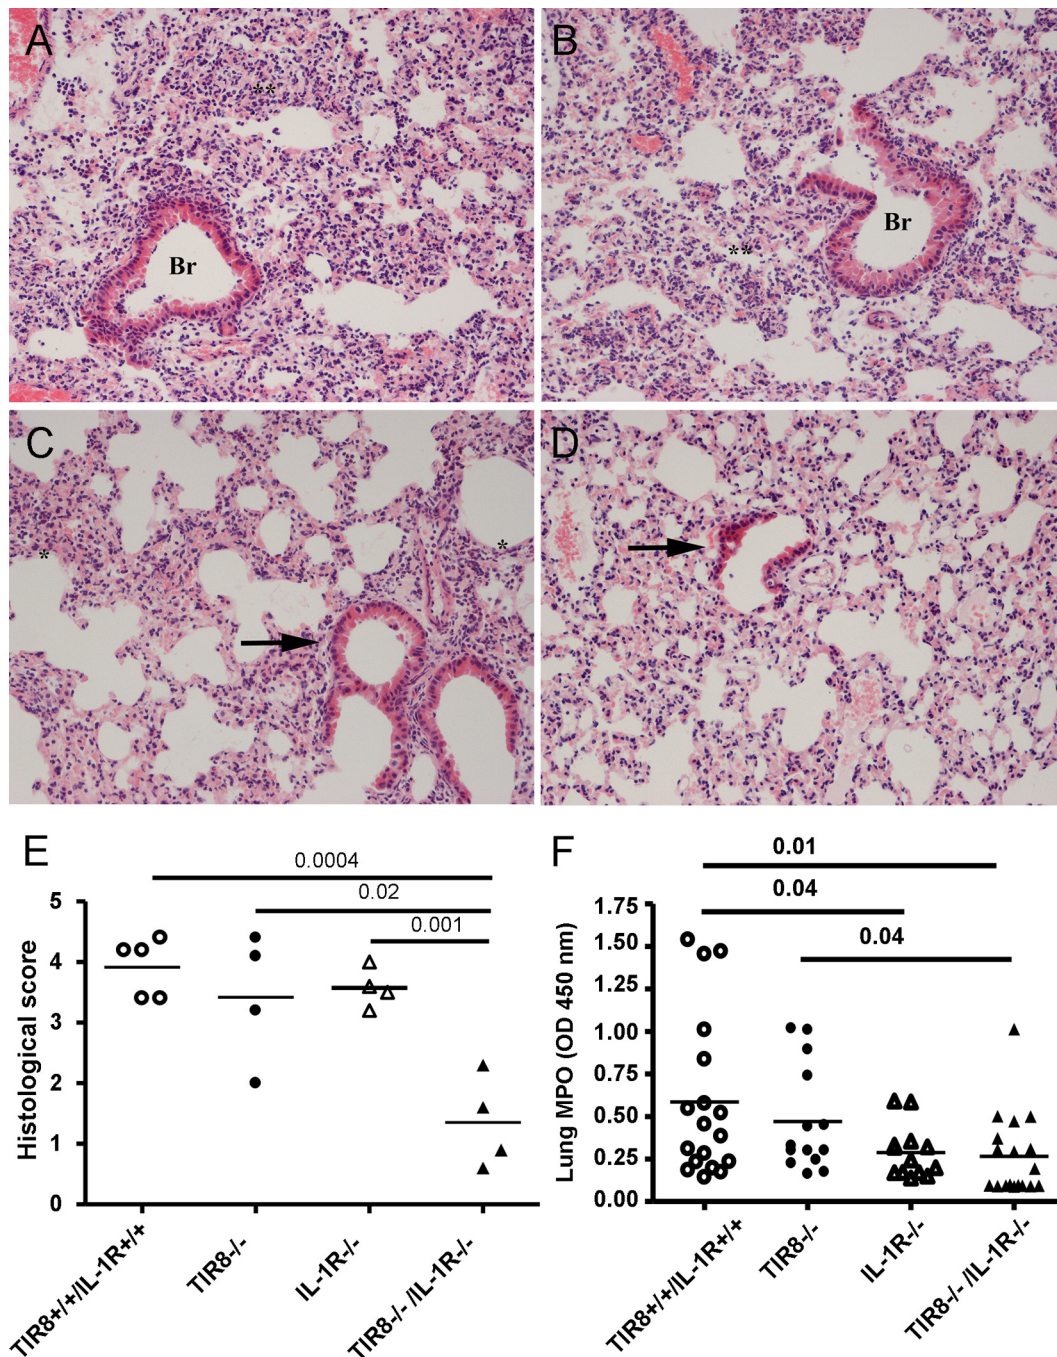 A
**
Br
B
**
Br
C
*
*
D
E
0.0004
0.02
0.001
Histological score
5
4
3
2
1
0
TIR8+/+/IL-1R+/+
TIR8-/-
IL-1R-/-
TIR8-/- /IL-1R-/-
F
0.01
0.04
0.04
Lung MPO (OD 450 nm)
1.75
1.50
1.25
1.00
0.75
0.50
0.25
0.00
TIR8+/+/IL-1R+/+
TIR8-/-
IL-1R-/-
TIR8-/- /IL-1R-/-